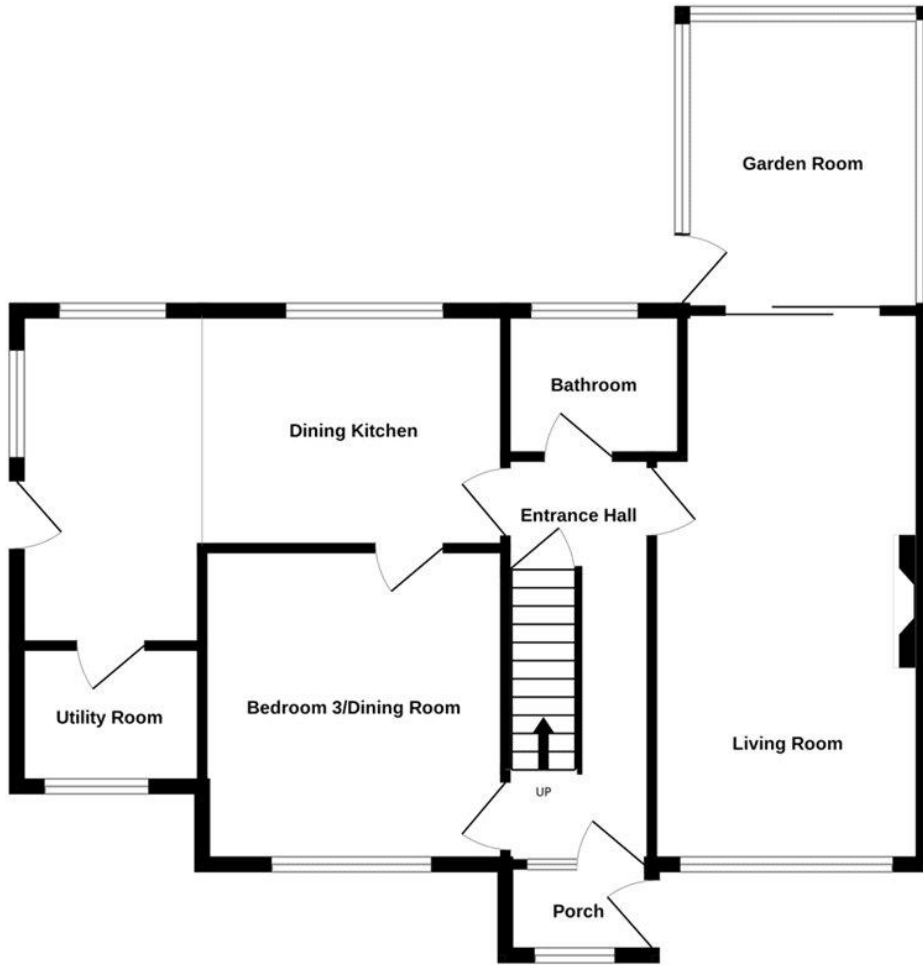 Garden Room
Bathroom
Dining Kitchen
Entrance Hall
Bedroom 3/Dining Room
Utility Room
Living Room
UP
Porch